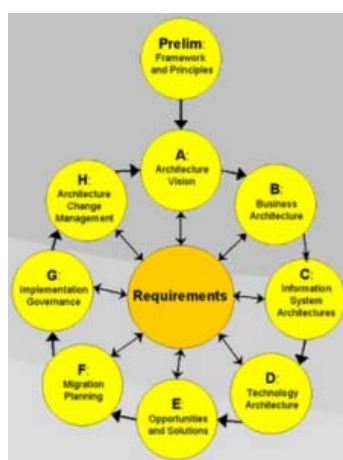 Prelim:
Framework
and Principles
A:
Architecture
Vision
B:
Business
Architecture
C:
Information
System
Architectures
D:
Technology
Architecture
E:
Opportunities
and Solutions
F:
Migration
Planning
G:
Implementation
Governance
H:
Architecture
Change
Management
Requirements